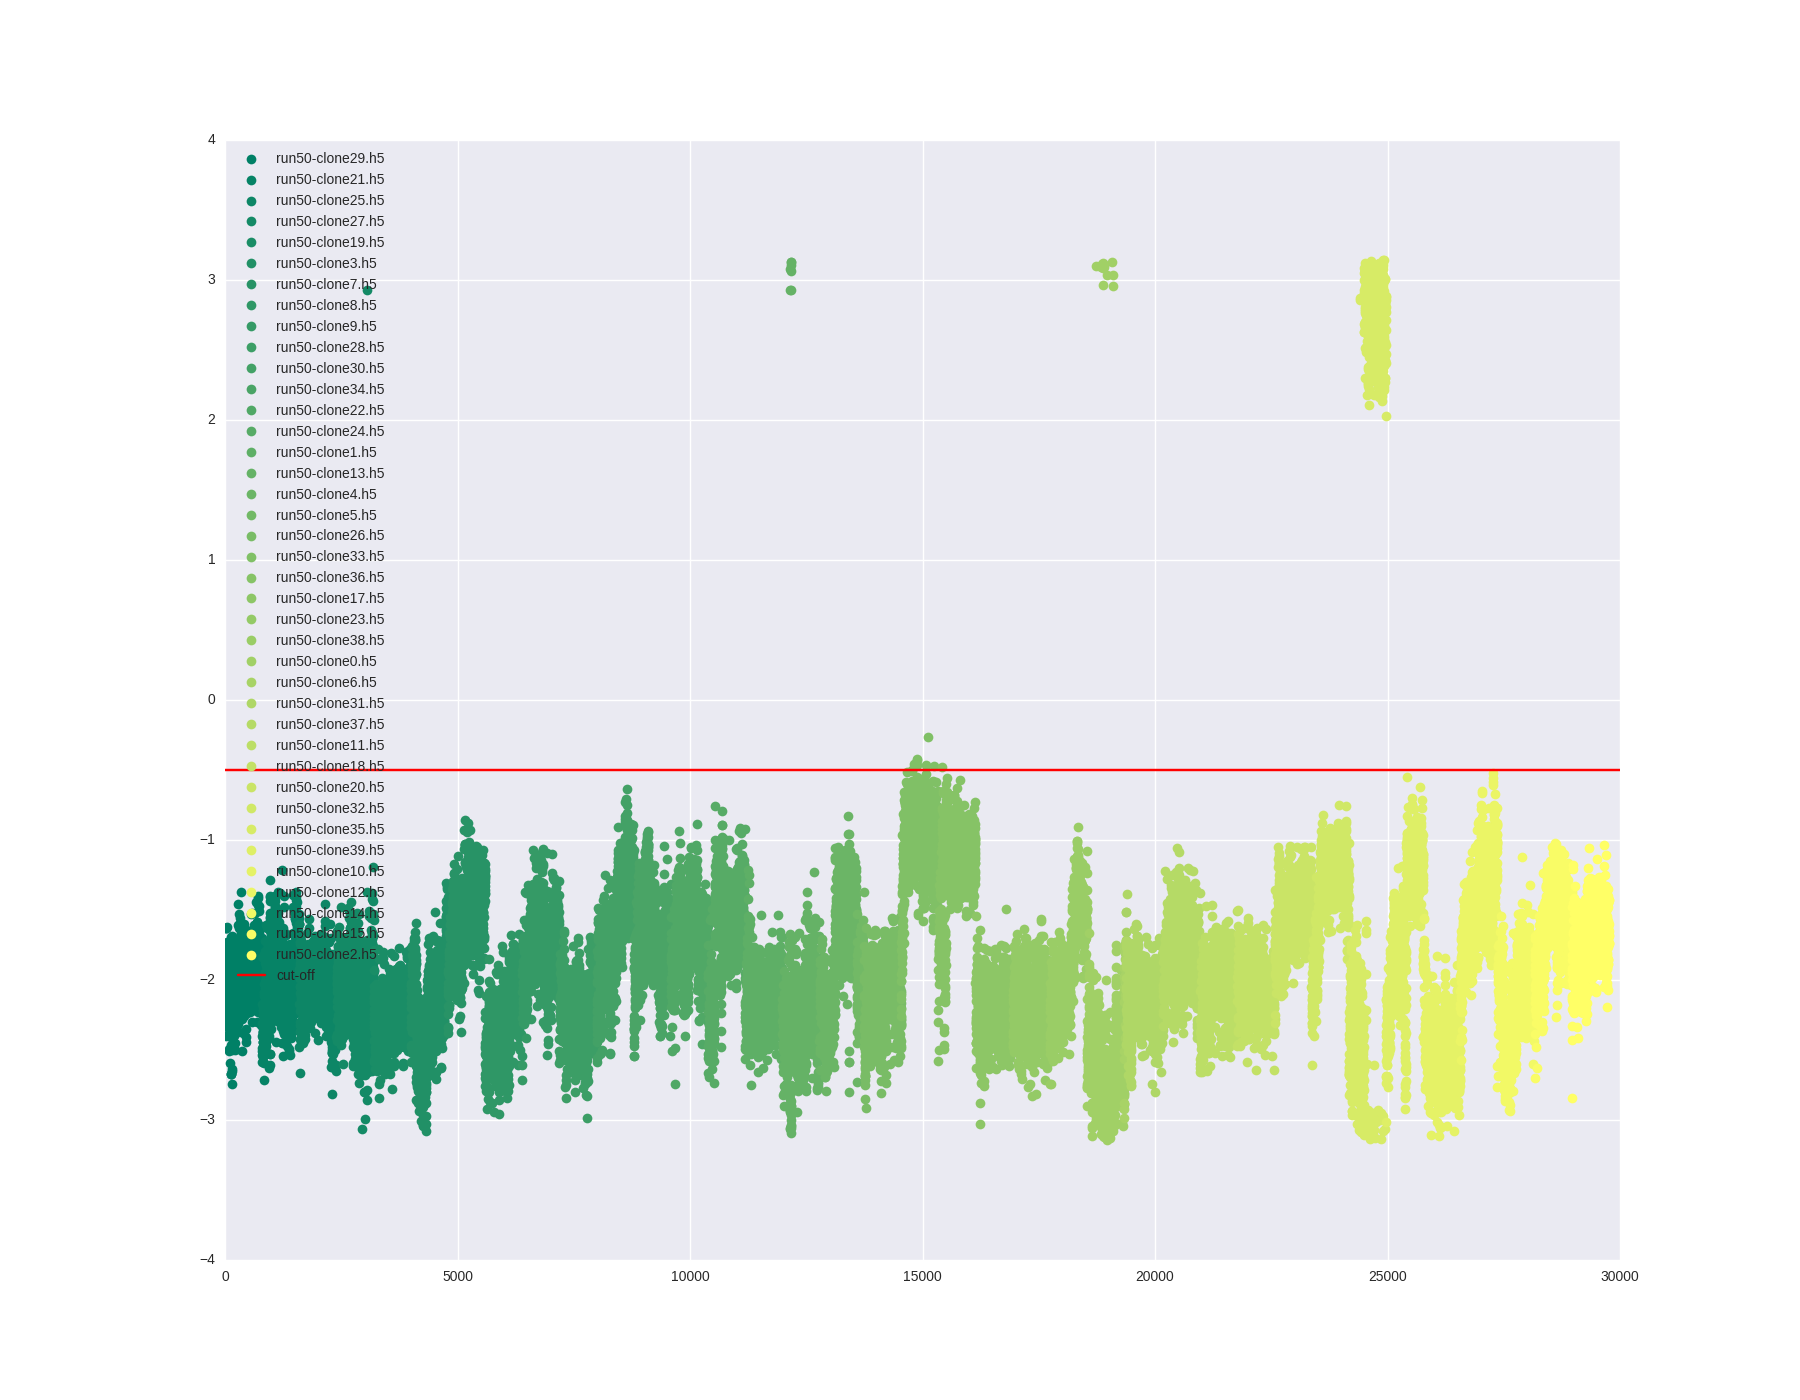 4
3
2
1
0
−1
−2
−3
−4
run50-clone29.h5
run50-clone21.h5
run50-clone25.h5
run50-clone27.h5
run50-clone19.h5
run50-clone3.h5
run50-clone7.h5
run50-clone8.h5
run50-clone9.h5
run50-clone28.h5
run50-clone30.h5
run50-clone34.h5
run50-clone22.h5
run50-clone24.h5
run50-clone1.h5
run50-clone13.h5
run50-clone4.h5
run50-clone5.h5
run50-clone26.h5
run50-clone33.h5
run50-clone36.h5
run50-clone17.h5
run50-clone23.h5
run50-clone38.h5
run50-clone0.h5
run50-clone6.h5
run50-clone31.h5
run50-clone37.h5
run50-clone11.h5
run50-clone18.h5
run50-clone20.h5
run50-clone32.h5
run50-clone35.h5
run50-clone39.h5
run50-clone10.h5
run50-clone12.h5
run50-clone14.h5
run50-clone15.h5
run50-clone2.h5
cut-off
0 5000 10000 15000 20000 25000 30000